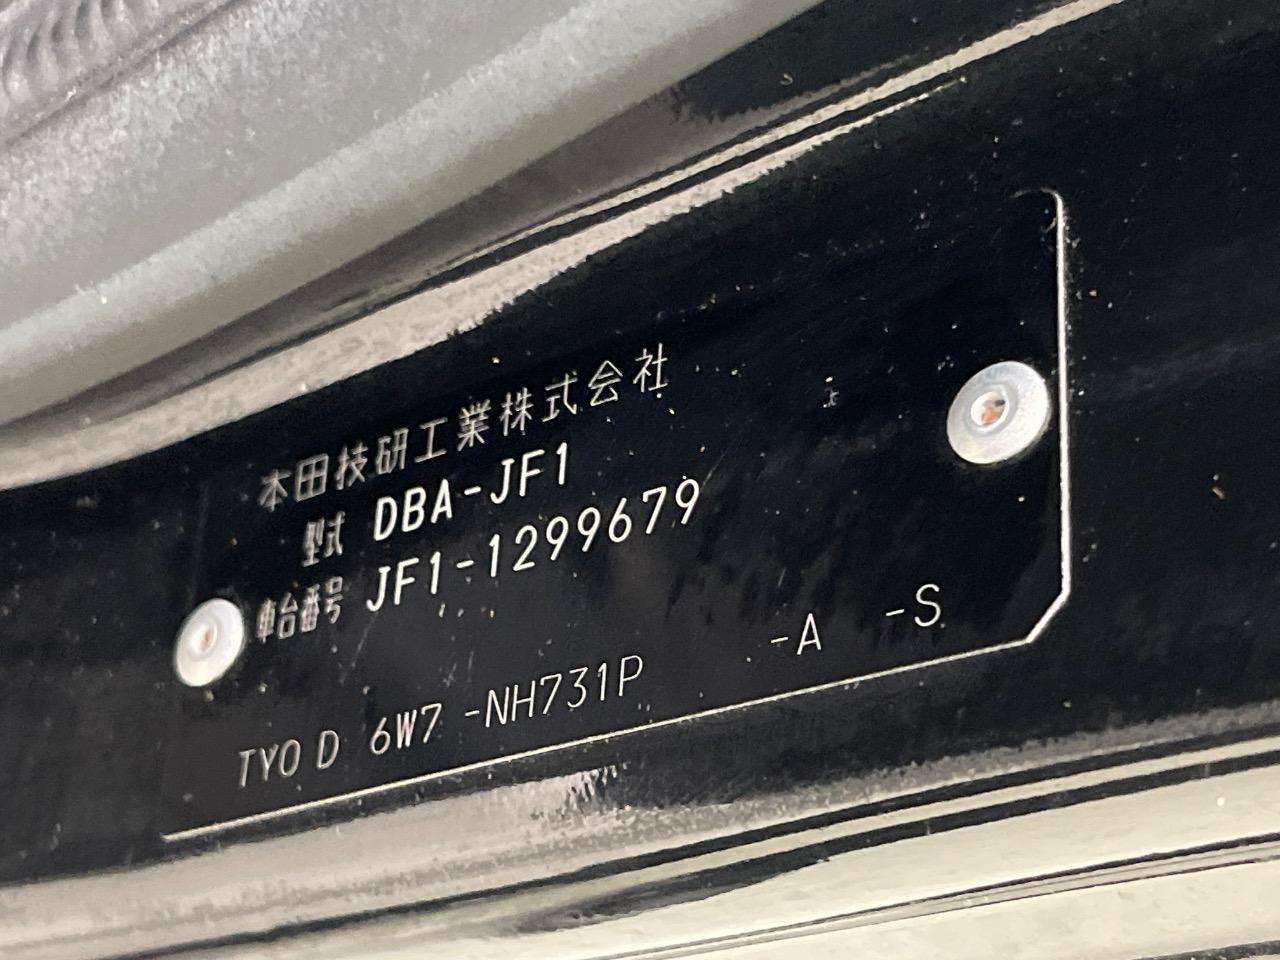 本田技研工業株式会社
型式 DBA-JF1
車台番号 JF1-1299679
TYO D 6W7 -NH731P -A -S